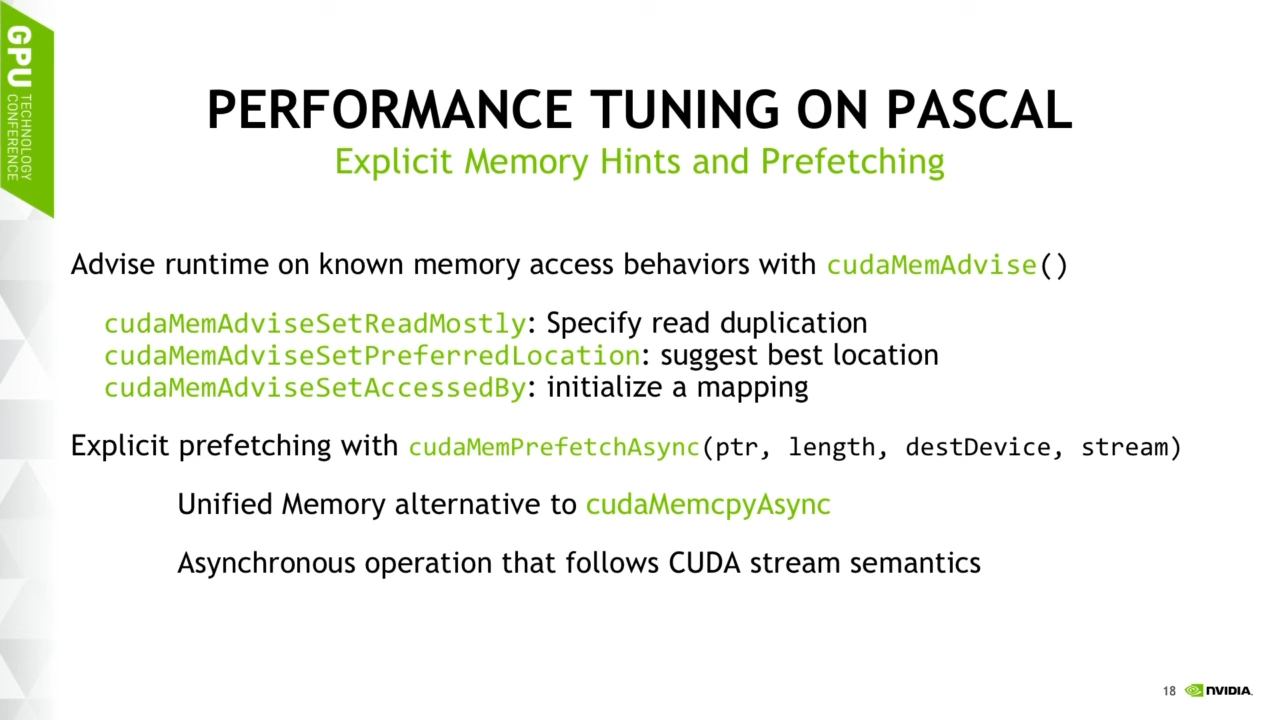 GPU TECHNOLOGY CONFERENCE
PERFORMANCE TUNING ON PASCAL
Explicit Memory Hints and Prefetching
Advise runtime on known memory access behaviors with cudaMemAdvise()
cudaMemAdviseSetReadMostly: Specify read duplication
cudaMemAdviseSetPreferredLocation: suggest best location
cudaMemAdviseSetAccessedBy: initialize a mapping
Explicit prefetching with cudaMemPrefetchAsync(ptr, length, destDevice, stream)
Unified Memory alternative to cudaMemcpyAsync
Asynchronous operation that follows CUDA stream semantics
18 NVIDIA.